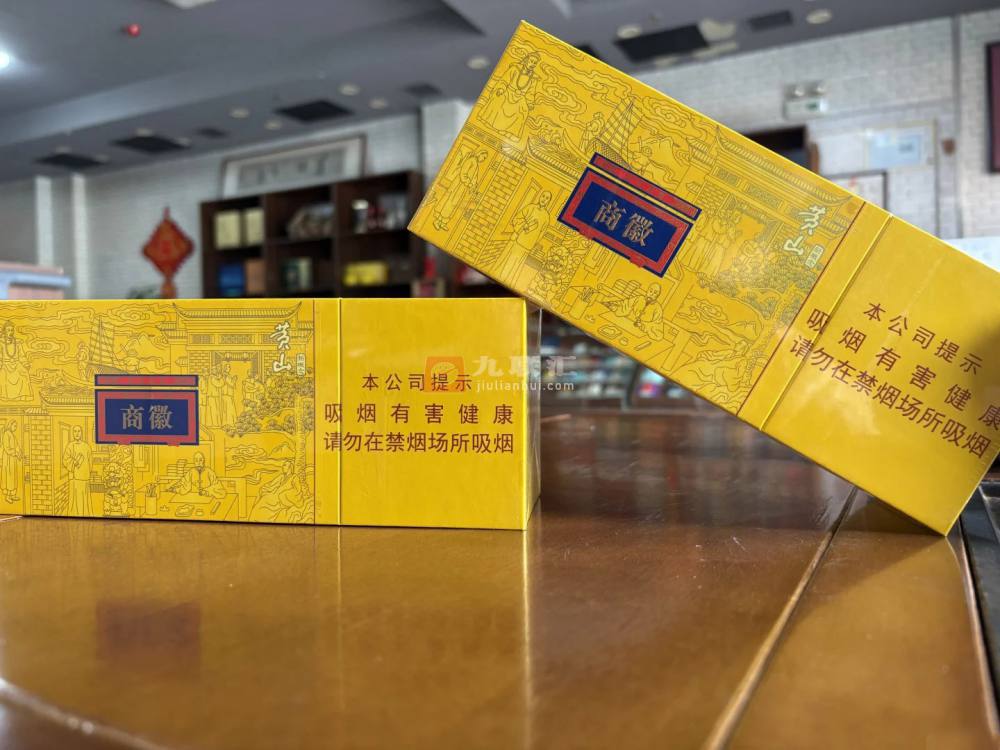 黄山
商徽
本公司提示
吸烟有害健康
请勿在禁烟场所吸烟
黄山
商徽
本公司提示
吸烟有害健康
请勿在禁烟场所吸烟
九联汇
jiulianhui.com